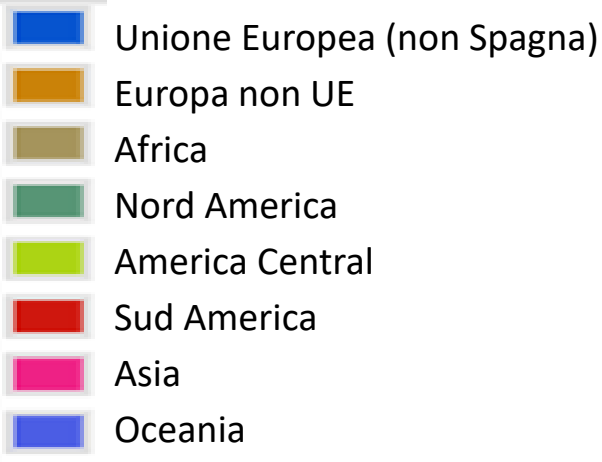 Unione Europea (non Spagna)
Europa non UE
Africa
Nord America
America Central
Sud America
Asia
Oceania